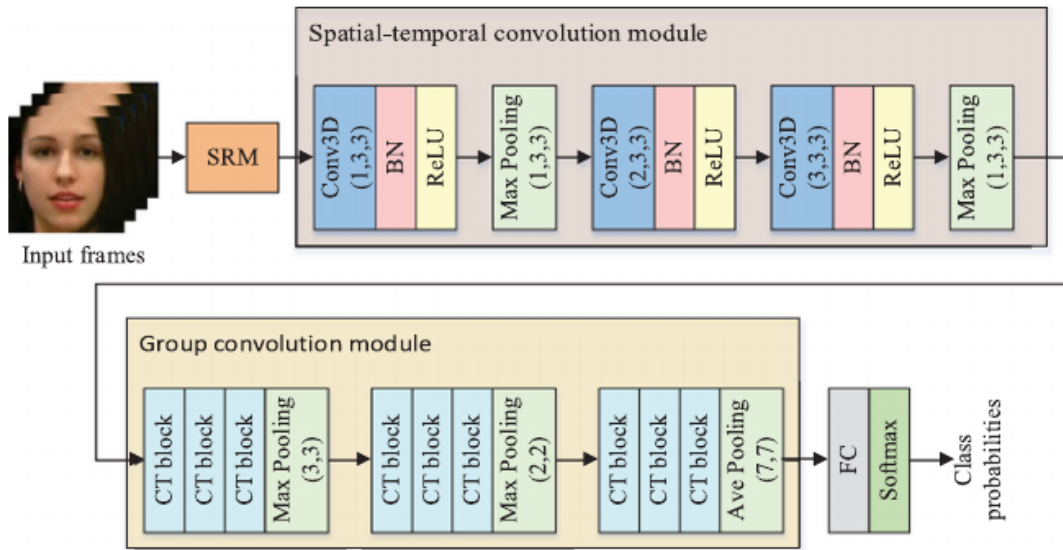 Spatial-temporal convolution module
SRM
Conv3D
(1,3,3)
BN
ReLU
Max Pooling
(1,3,3)
Conv3D
(2,3,3)
BN
ReLU
Conv3D
(3,3,3)
BN
ReLU
Max Pooling
(1,3,3)
Input frames
Group convolution module
CT block
CT block
CT block
Max Pooling
(3,3)
CT block
CT block
CT block
Max Pooling
(2,2)
CT block
CT block
CT block
Ave Pooling
(7,7)
FC
Softmax
Class
probabilities